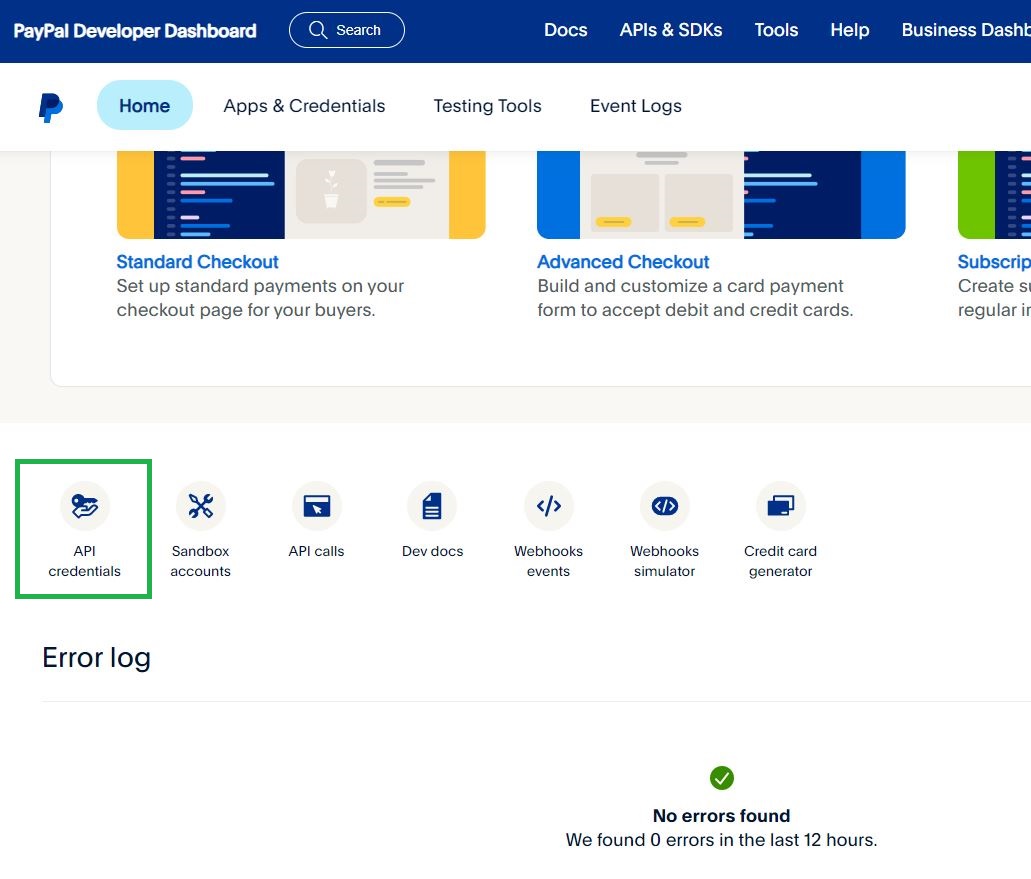 PayPal Developer Dashboard
Search
Docs
APIs & SDKs
Tools
Help
Business Dashb
Home
Apps & Credentials
Testing Tools
Event Logs
Standard Checkout
Set up standard payments on your
checkout page for your buyers.
Advanced Checkout
Build and customize a card payment
form to accept debit and credit cards.
Subscrip
Create su
regular in
API
credentials
Sandbox
accounts
API calls
Dev docs
Webhooks
events
Webhooks
simulator
Credit card
generator
Error log
No errors found
We found 0 errors in the last 12 hours.